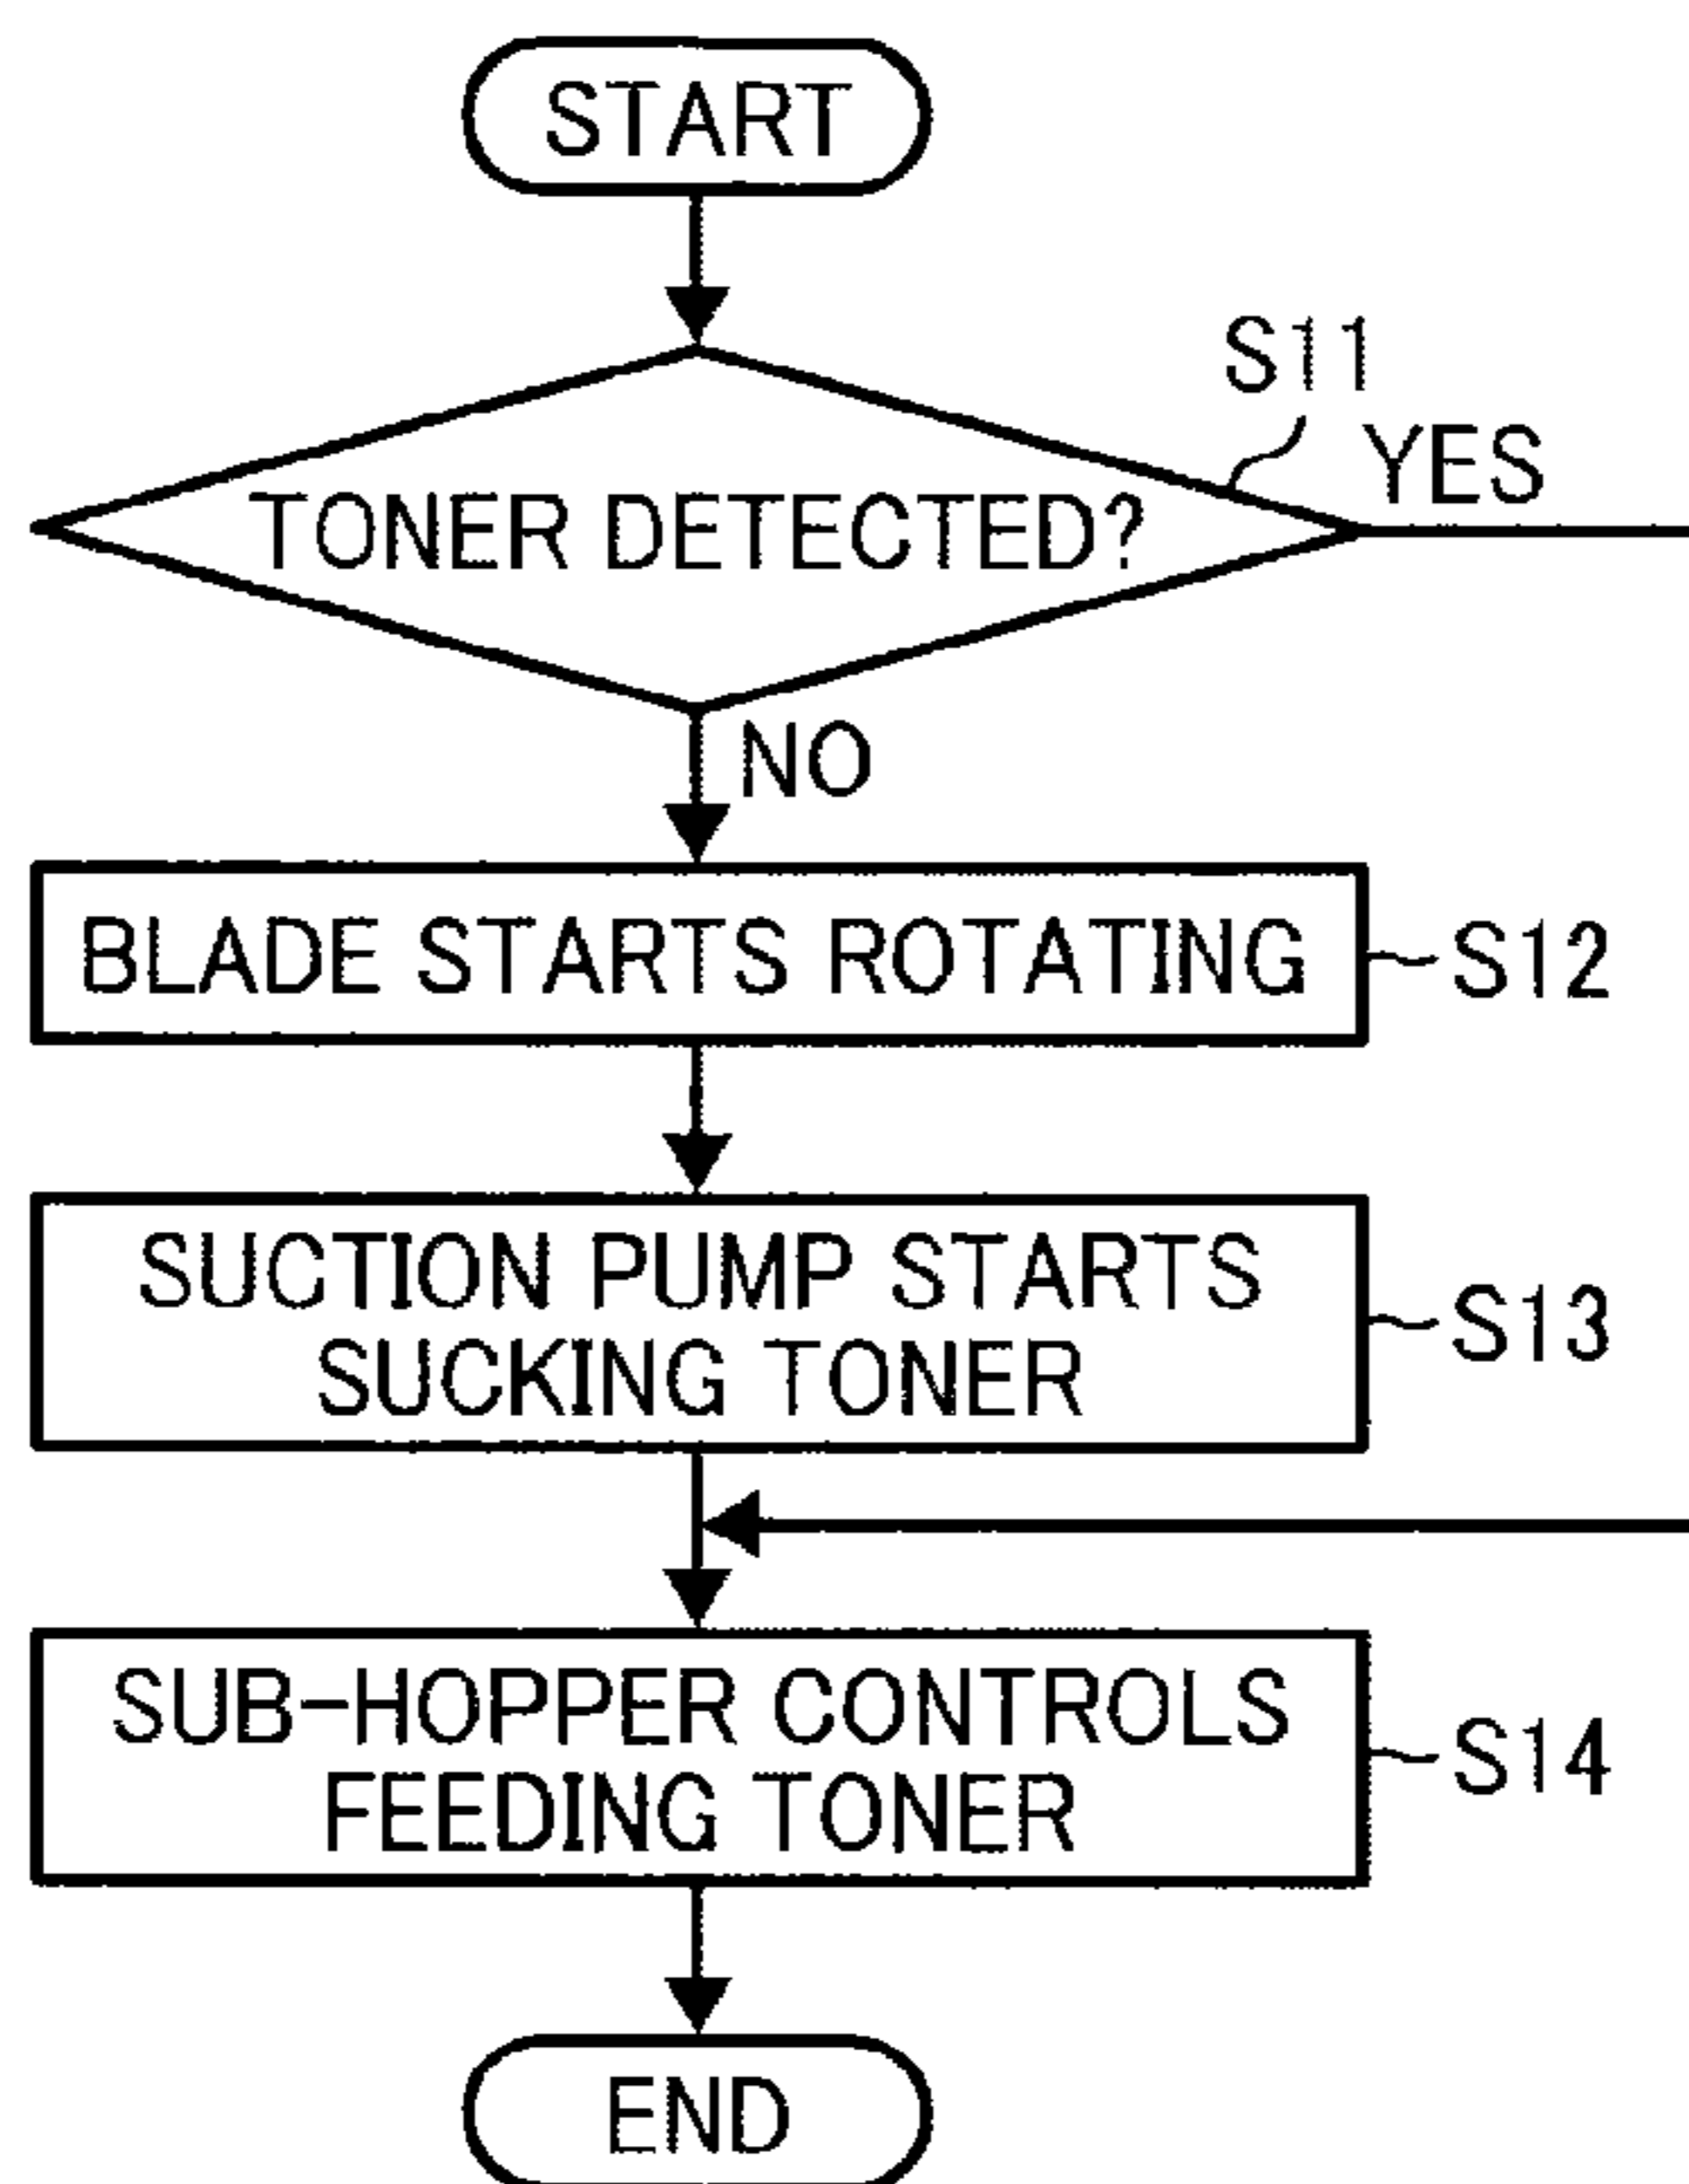 START
S11
YES
TONER DETECTED?
NO
BLADE STARTS ROTATING
S12
SUCTION PUMP STARTS
SUCKING TONER
S13
SUB-HOPPER CONTROLS
FEEDING TONER
S14
END